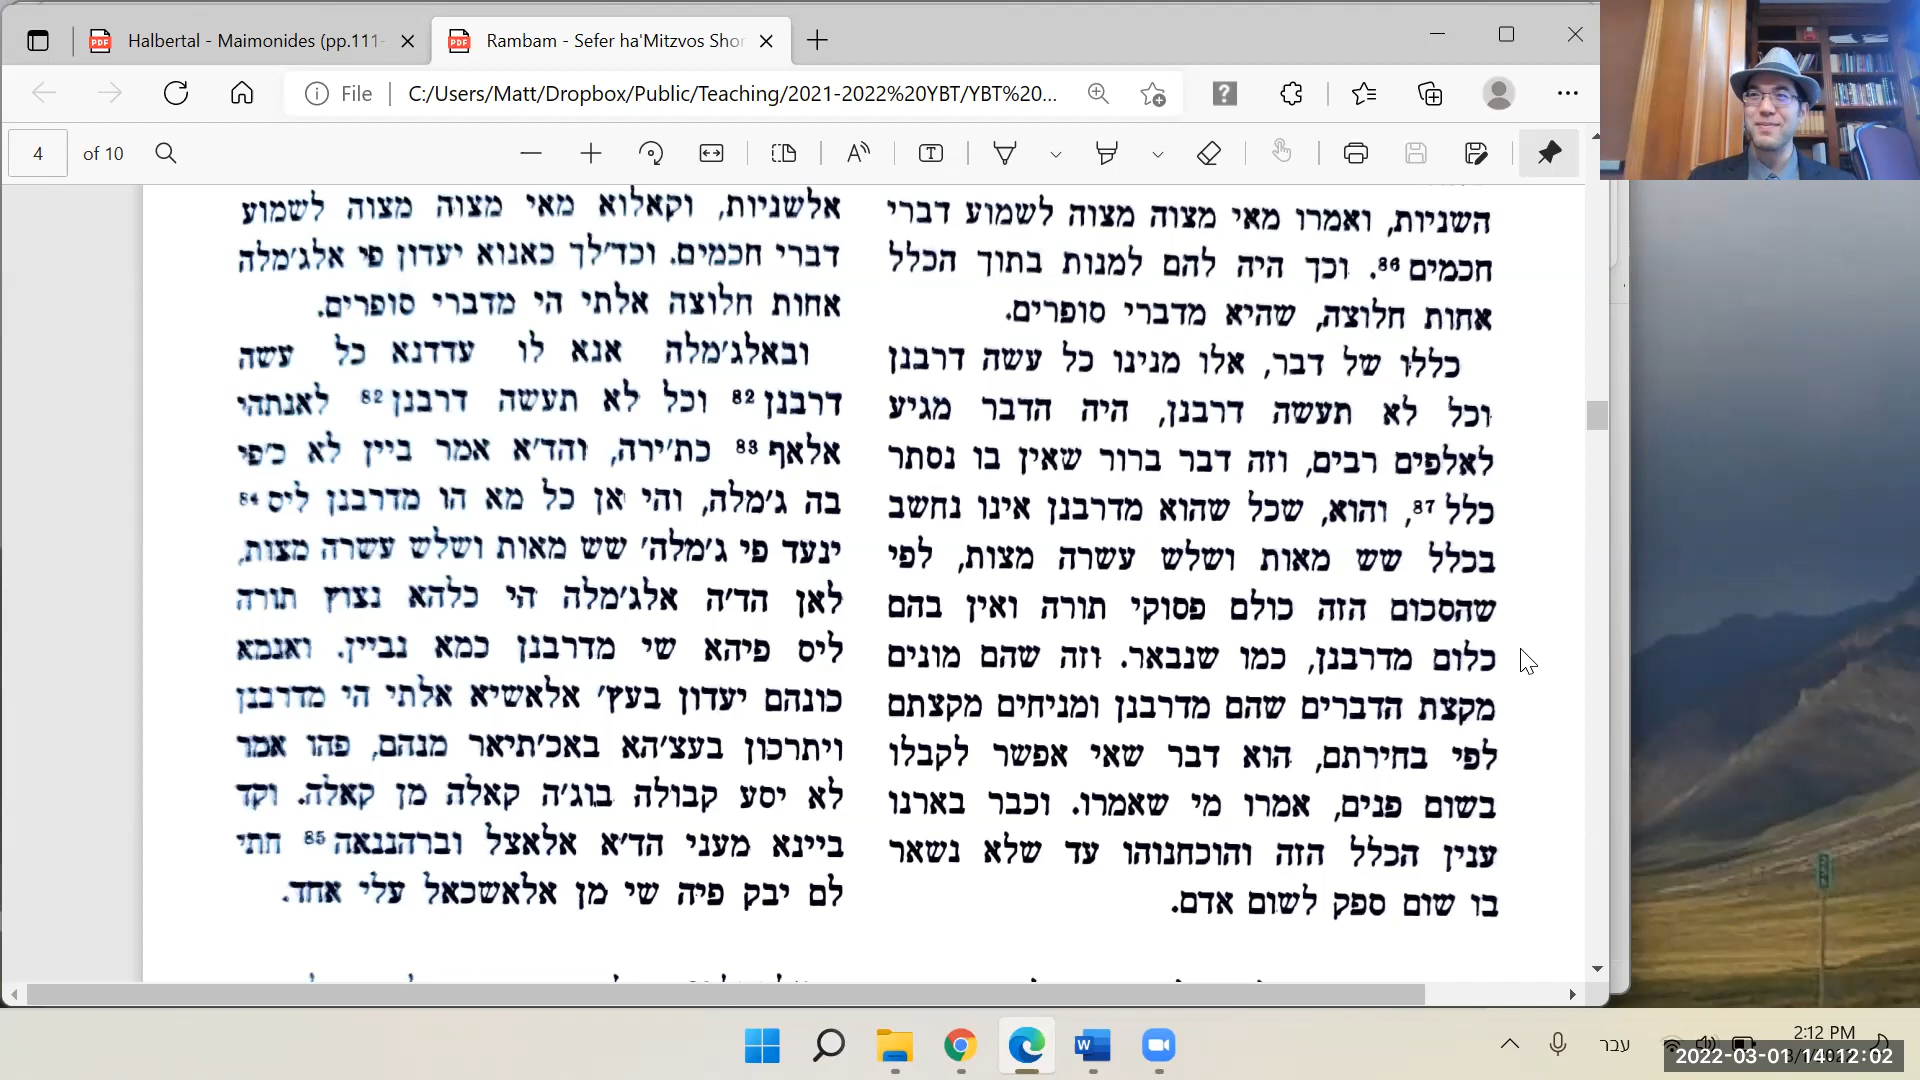 Halbertal - Maimonides (pp.111-
Rambam - Sefer ha'Mitzvos Shor
File
C:/Users/Matt/Dropbox/Public/Teaching/2021-2022%20YBT/YBT%20...
4 of 10
השניות, ואמרו מאי מצוה מצוה לשמוע דברי
חכמים 86. וכך היה להם למנות בתוך הכלל
אחות חלוצה, שהיא מדברי סופרים.
כללו של דבר, אלו מנינו כל עשה דרבנן
וכל לא תעשה דרבנן, היה הדבר מגיע
לאלפים רבים, וזה דבר ברור שאין בו נסתר
כלל 87, והוא, שכל שהוא מדרבנן אינו נחשב
בכלל שש מאות ושלש עשרה מצות, לפי
שהסכום הזה כולם פסוקי תורה ואין בהם
כלום מדרבנן, כמו שנבאר. וזה שהם מונים
מקצת הדברים שהם מדרבנן ומניחים מקצתם
לפי בחירתם, הוא דבר שאי אפשר לקבלו
בשום פנים, אמרו מי שאמרו. וכבר בארנו
ענין הכלל הזה והוכחנוהו עד שלא נשאר
בו שום ספק לשום אדם.
אלשניות, וקאלוא מאי מצוה מצוה לשמוע
דברי חכמים. וכד׳לך כאנוא יעדון פי אלג׳מלה
אחות חלוצה אלתי הי מדברי סופרים.
ובאלג׳מלה אנא לו עדדנא כל עשה
דרבנן 82 וכל לא תעשה דרבנן 82 לאנתהי
אלאף 83 כת׳ירה, והד׳א אמר ביין לא כ׳פי
בה ג׳מלה, והי אן כל מא הו מדרבנן ליס 84
ינעד פי ג׳מלה׳ שש מאות ושלש עשרה מצות,
לאן הד׳ה אלג׳מלה הי כלהא נצוץ תורה
ליס פיהא שי מדרבנן כמא נביין. ואנמא
כונהם יעדון בעץ׳ אלאשיא אלתי הי מדרבנן
ויתרכון בעצ׳הא באכ׳תיאר מנהם, פהו אמר
לא יסע קבולה בוג׳ה קאלה מן קאלה. וקד
ביינא מעני הד׳א אלאצל וברהננאה 85 חתי
לם יבק פיה שי מן אלאשכאל עלי אחד.
עבר
2:12 PM
2022-03-01 14:12:02